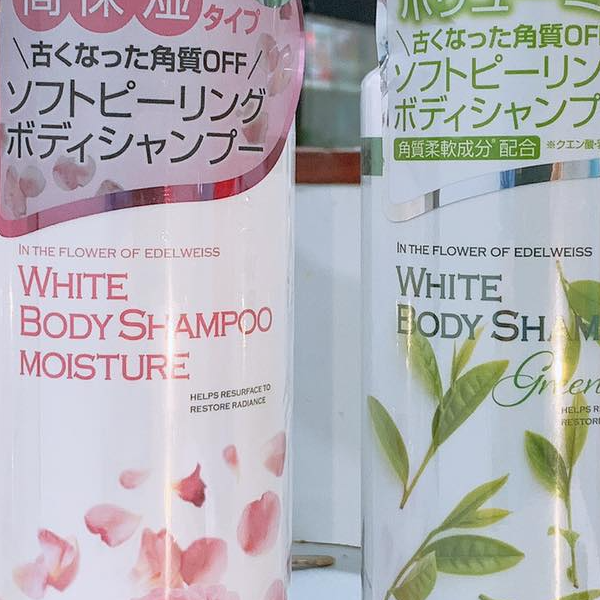 高保湿タイプ
\古くなった角質OFF/
ソフトピーリング
ボディシャンプー
IN THE FLOWER OF EDELWEISS
WHITE
BODY SHAMPOO
MOISTURE
HELPS RESURFACE TO
RESTORE RADIANCE
\古くなった角質OFF
ソフトピーリン
ボディシャンプ
角質柔軟成分※配合 ※クエン酸・
IN THE FLOWER OF EDELWEISS
WHITE
BODY SHAM
Green
HELPS R
RESTORE